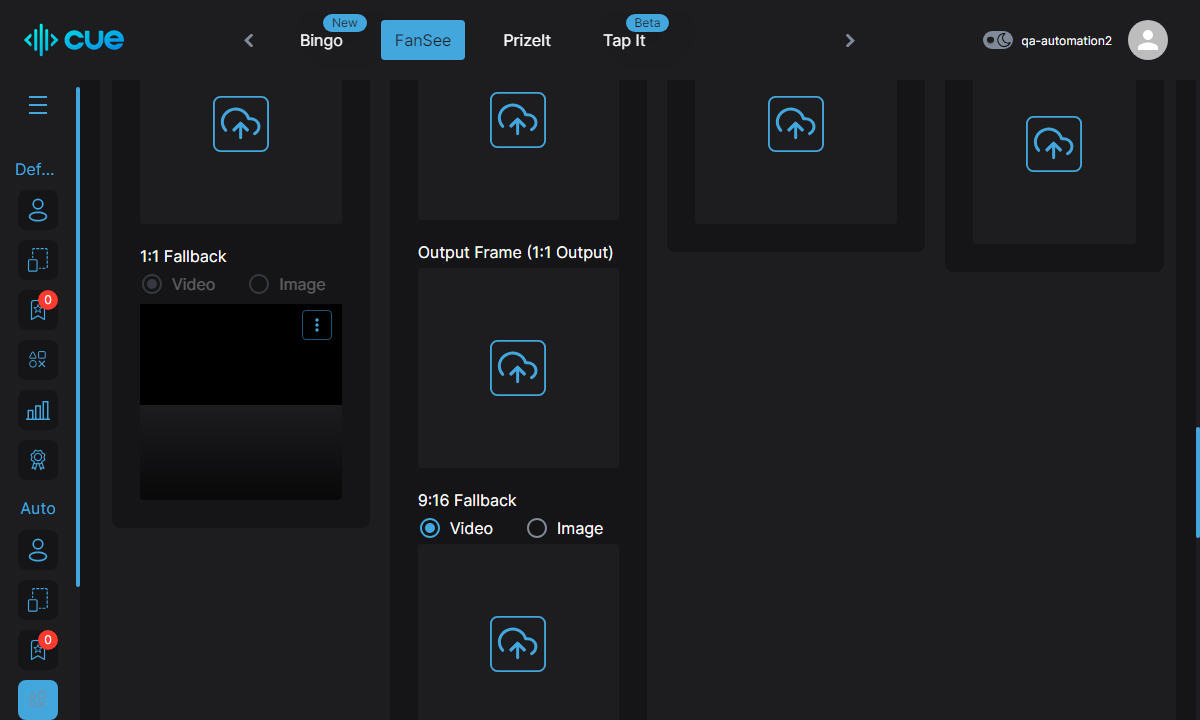 cue
Bingo
New
FanSee
PrizeIt
Tap It
Beta
qa-automation2
Def...
0
Auto
0
1:1 Fallback
Video
Image
Output Frame (1:1 Output)
9:16 Fallback
Video
Image